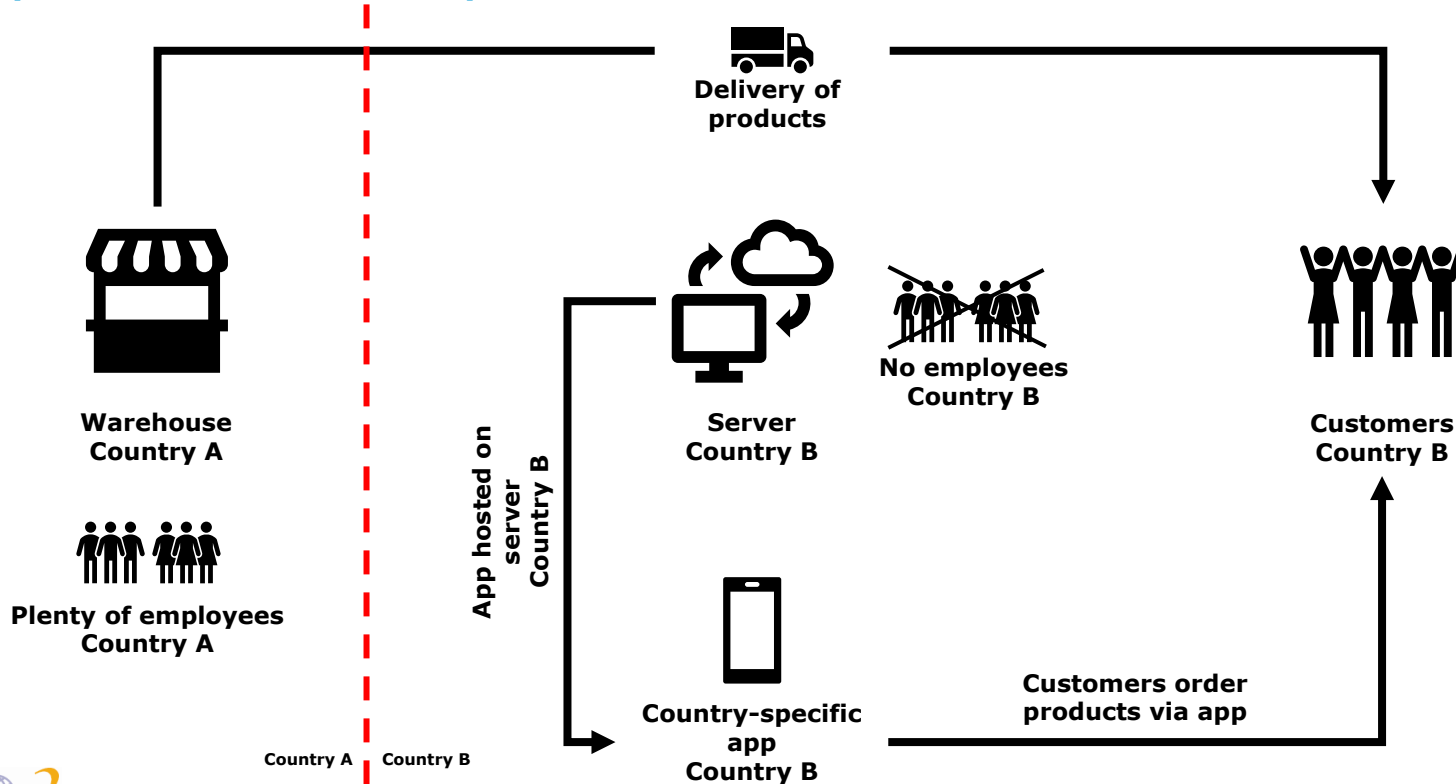 Delivery of
products
Warehouse
Country A
Plenty of employees
Country A
Server
Country B
No employees
Country B
Customers
Country B
App hosted on
server
Country B
Country-specific
app
Country B
Customers order
products via app
Country A
Country B